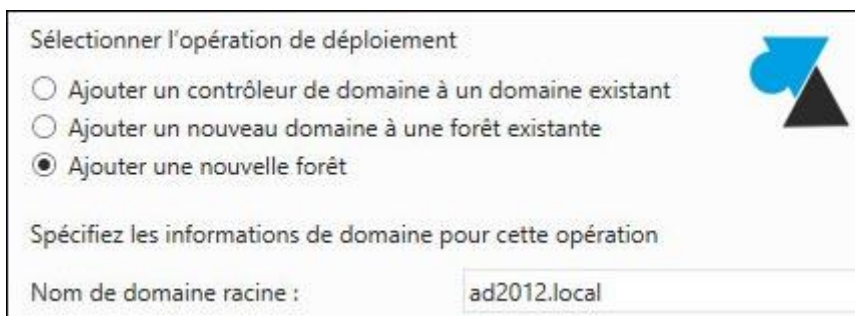 Sélectionner l'opération de déploiement
Ajouter un contrôleur de domaine à un domaine existant
Ajouter un nouveau domaine à une forêt existante
Ajouter une nouvelle forêt
Spécifiez les informations de domaine pour cette opération
Nom de domaine racine : ad2012.local